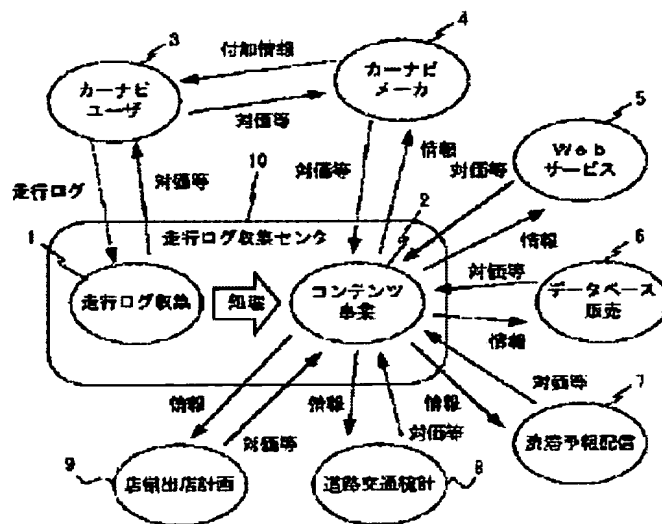 3
カーナビ
ユーザ
付加情報
対価等
4
カーナビ
メーカ
5
Web
サービス
走行ログ
対価等
10
対価等
情報
対価等
情報
1
走行ログ収集センタ
2
走行ログ収集
処理
コンテンツ
事業
6
対価等
データベース
販売
情報
情報
対価等
情報
対価等
情報
対価等
7
渋滞予報配信
9
店舗出店計画
道路交通統計
8